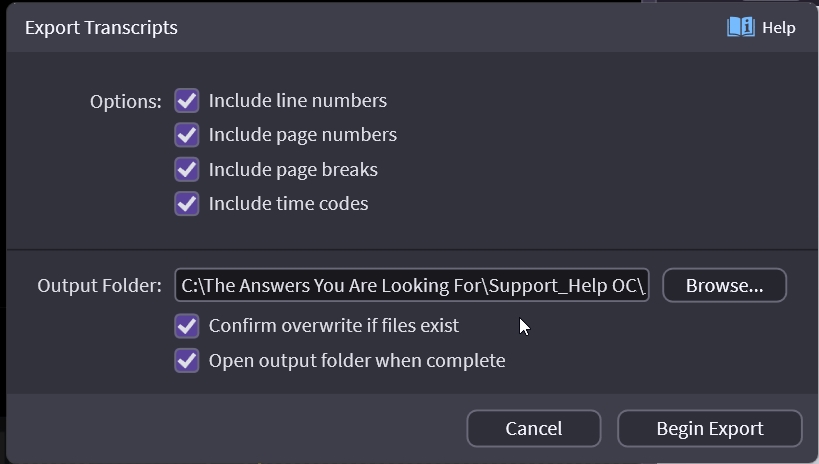 Export Transcripts
Help
Options:
Include line numbers
Include page numbers
Include page breaks
Include time codes
Output Folder:
C:\The Answers You Are Looking For\Support_Help OC\_
Browse...
Confirm overwrite if files exist
Open output folder when complete
Cancel
Begin Export